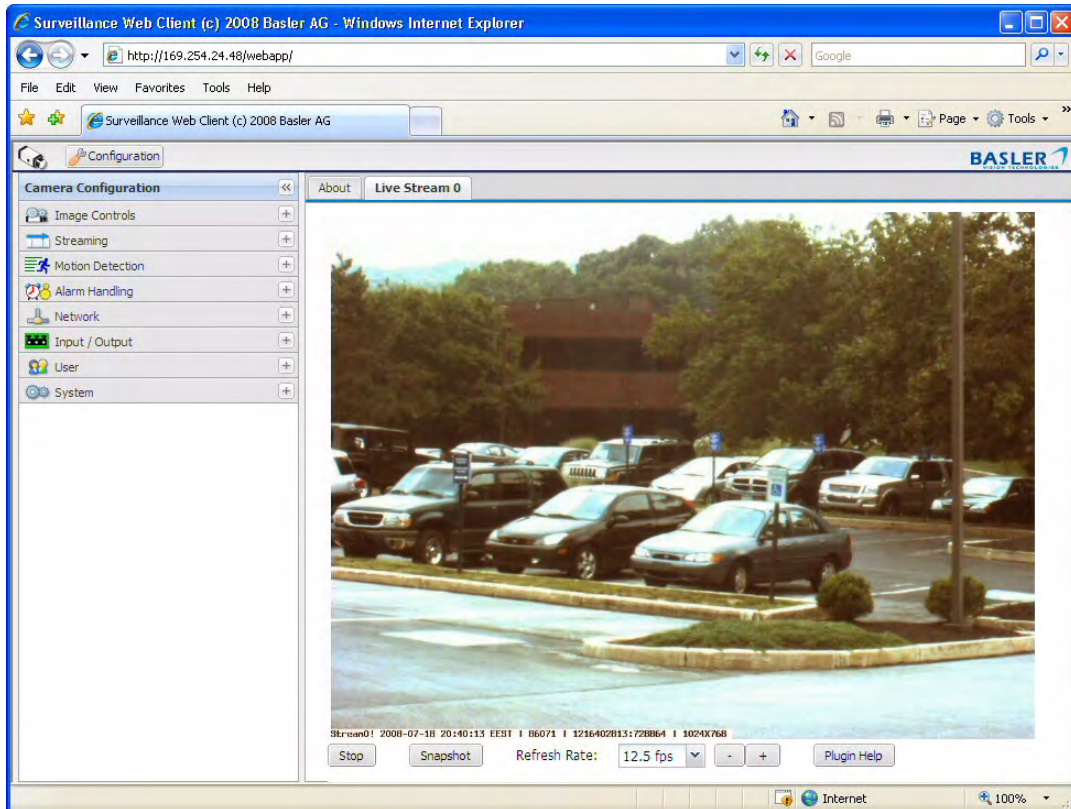 Surveillance Web Client (c) 2008 Basler AG - Windows Internet Explorer
http://169.254.24.48/webapp/
Google
File Edit View Favorites Tools Help
Surveillance Web Client (c) 2008 Basler AG
Page Tools
Configuration
BASLER
VISION TECHNOLOGIES
Camera Configuration
About
Live Stream 0
Image Controls
Streaming
Motion Detection
Alarm Handling
Network
Input / Output
User
System
Stream0! 2008-07-18 20:40:13 EEST | 86071 | 1216402813:728864 | 1024X768
Stop
Snapshot
Refresh Rate:
12.5 fps
-
+
Plugin Help
Internet
100%